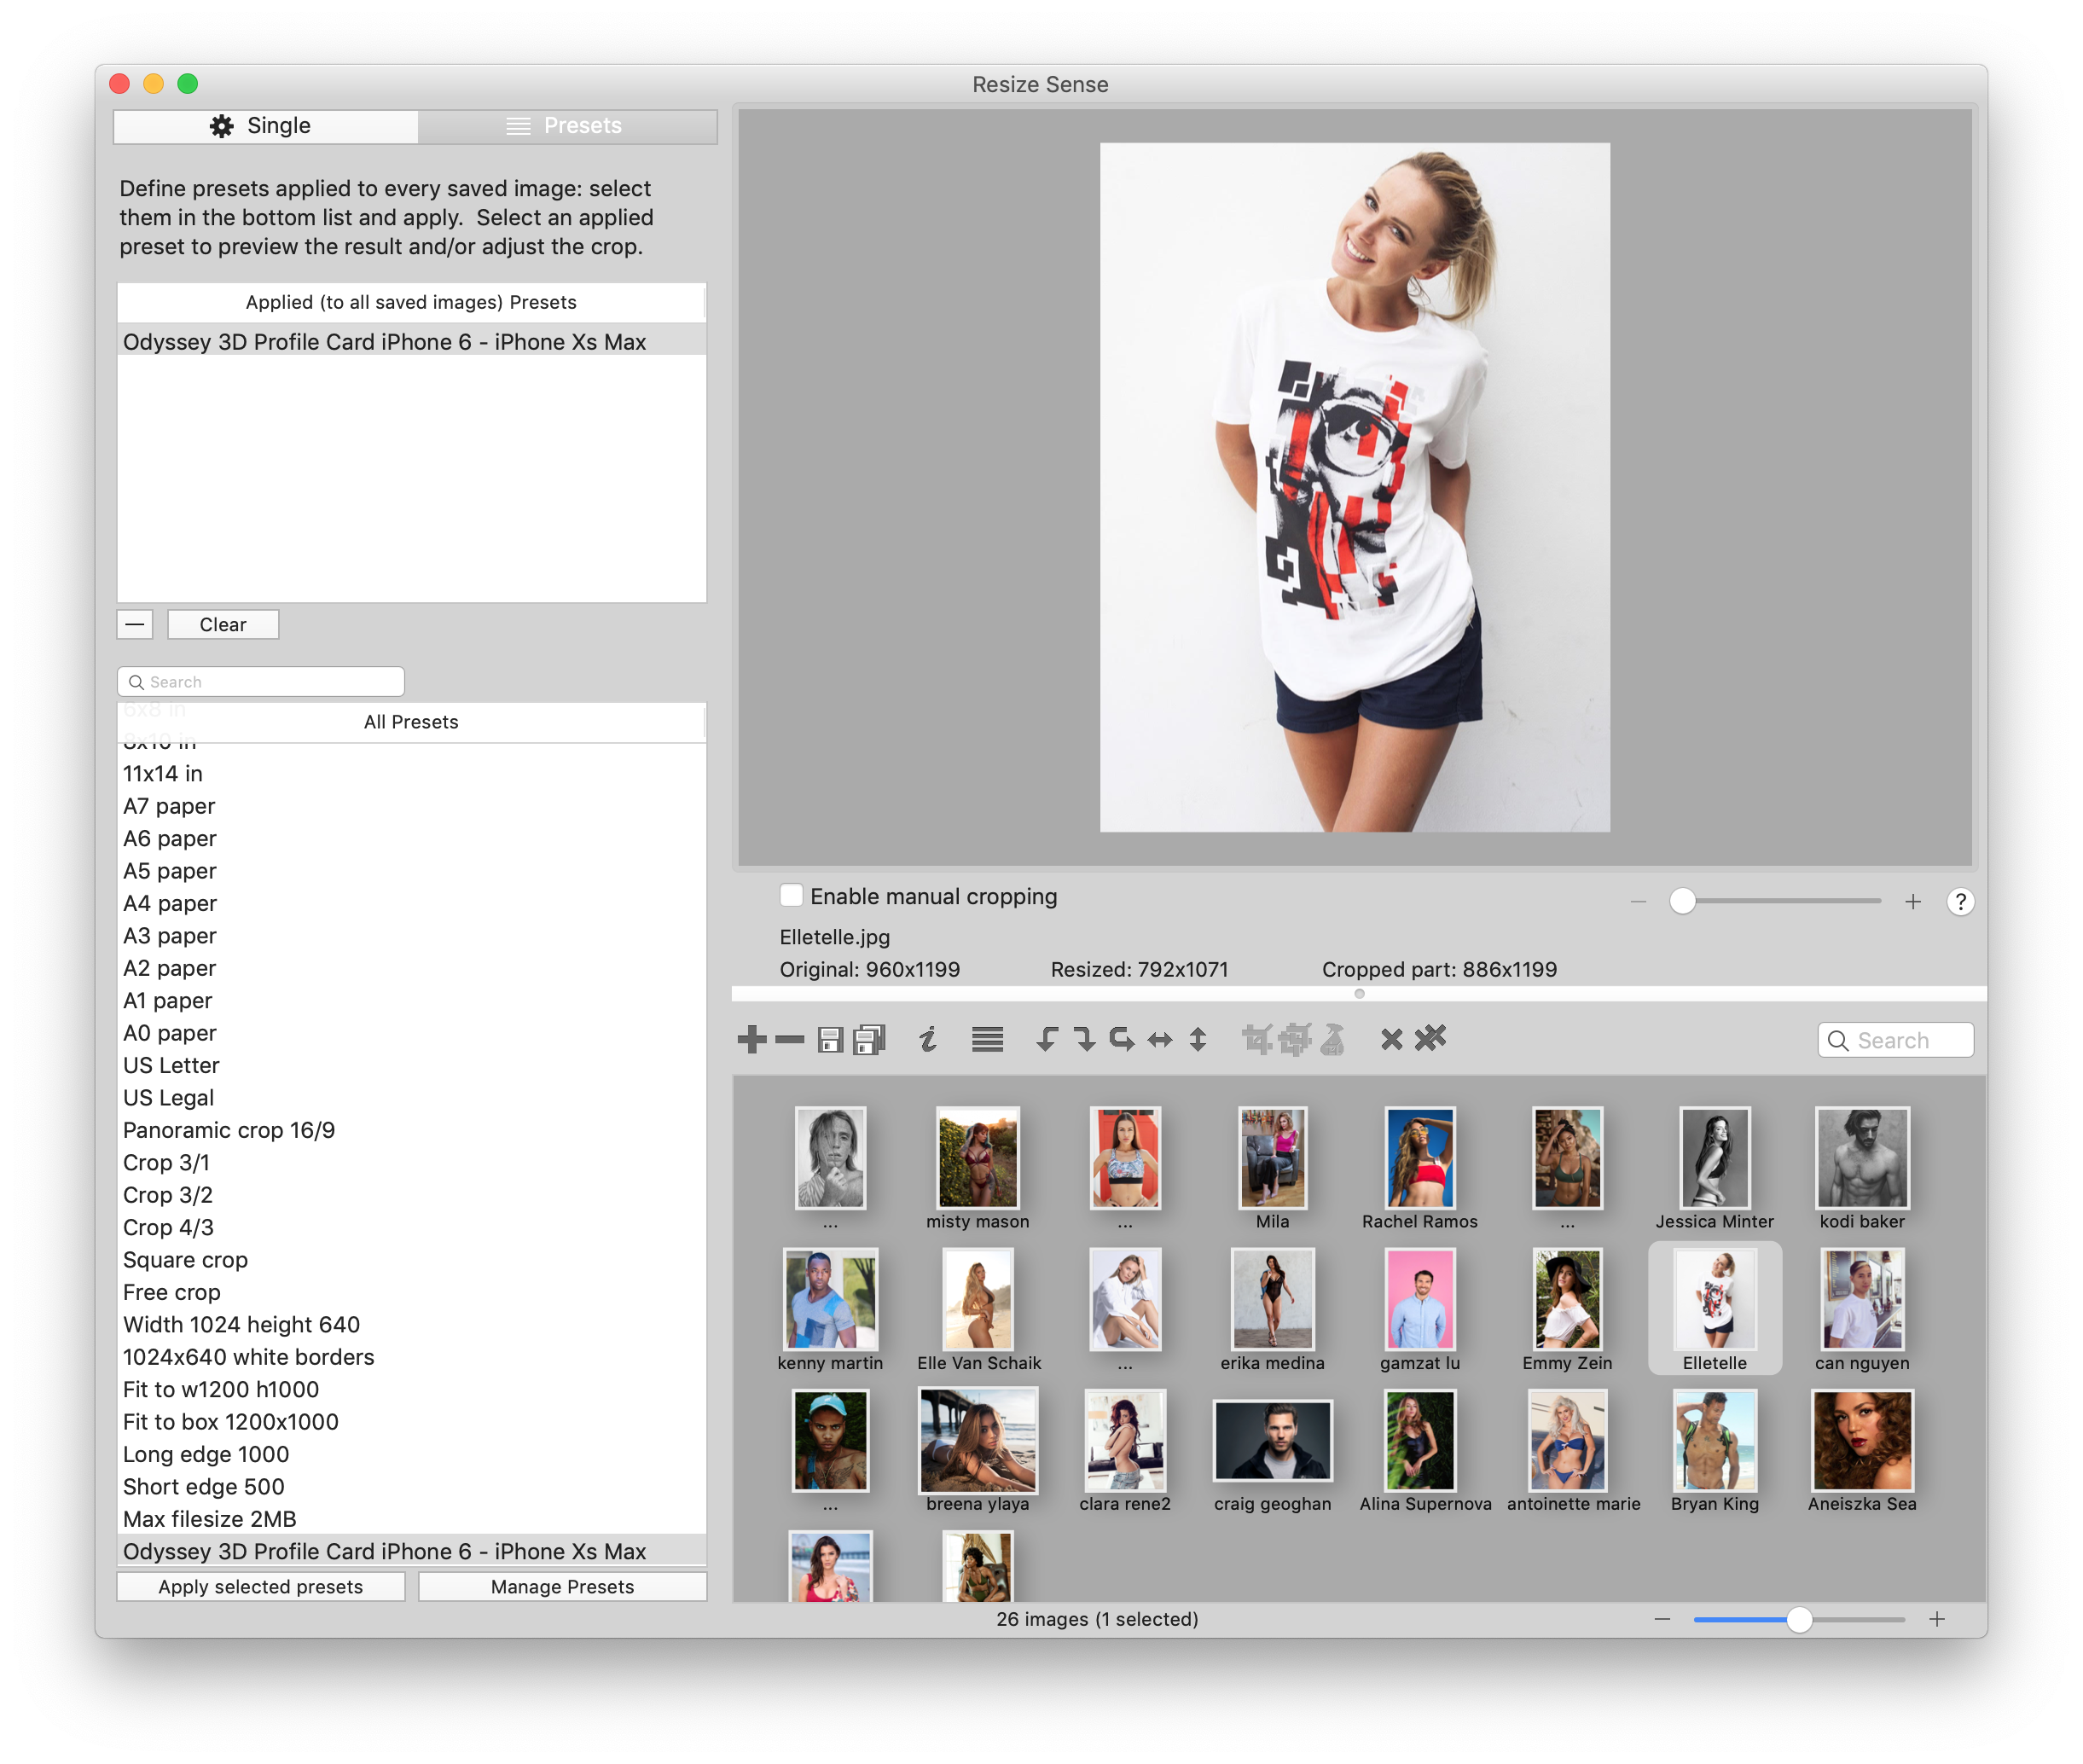 Resize Sense
Single
Presets
Define presets applied to every saved image: select
them in the bottom list and apply.  Select an applied
preset to preview the result and/or adjust the crop.
Applied (to all saved images) Presets
Odyssey 3D Profile Card iPhone 6 - iPhone Xs Max
Clear
Search
6x8 in
All Presets
8x10 in
11x14 in
A7 paper
A6 paper
A5 paper
A4 paper
A3 paper
A2 paper
A1 paper
A0 paper
US Letter
US Legal
Panoramic crop 16/9
Crop 3/1
Crop 3/2
Crop 4/3
Square crop
Free crop
Width 1024 height 640
1024x640 white borders
Fit to w1200 h1000
Fit to box 1200x1000
Long edge 1000
Short edge 500
Max filesize 2MB
Odyssey 3D Profile Card iPhone 6 - iPhone Xs Max
Apply selected presets
Manage Presets
Enable manual cropping
?
Elletelle.jpg
Original: 960x1199
Resized: 792x1071
Cropped part: 886x1199
Search
...
misty mason
...
Mila
Rachel Ramos
...
Jessica Minter
kodi baker
kenny martin
Elle Van Schaik
...
erika medina
gamzat lu
Emmy Zein
Elletelle
can nguyen
...
breena ylaya
clara rene2
craig geoghan
Alina Supernova
antoinette marie
Bryan King
Aneiszka Sea
26 images (1 selected)